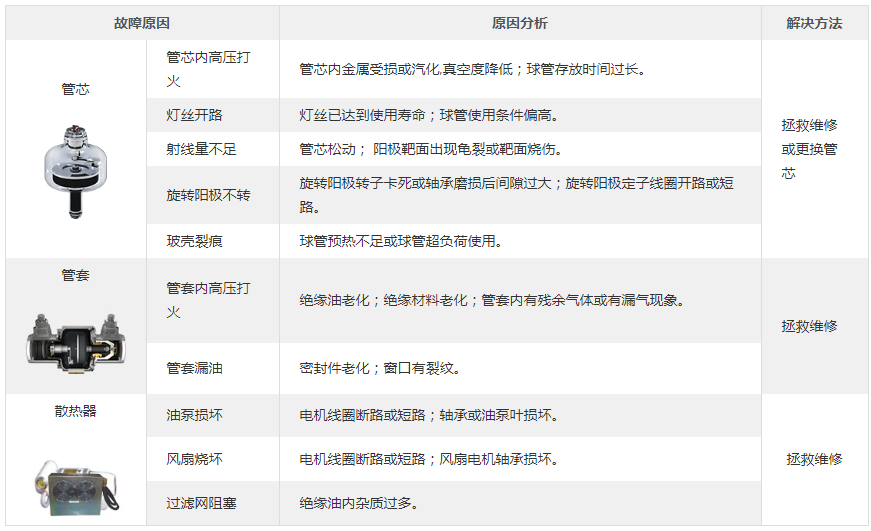 故障原因 原因分析 解决方法
管芯
管芯内高压打
火
管芯内金属受损或汽化,真空度降低；球管存放时间过长。
灯丝开路
灯丝已达到使用寿命；球管使用条件偏高。
射线量不足
管芯松动； 阳极靶面出现龟裂或靶面烧伤。
旋转阳极不转
旋转阳极转子卡死或轴承磨损后间隙过大；旋转阳极定子线圈开路或短
路。
玻壳裂痕
球管预热不足或球管超负荷使用。
拯救维修
或更换管
芯
管套
管套内高压打
火
绝缘油老化；绝缘材料老化；管套内有残余气体或有漏气现象。
管套漏油
密封件老化；窗口有裂纹。
拯救维修
散热器
油泵损坏
电机线圈断路或短路；轴承或油泵叶损坏。
风扇烧坏
电机线圈断路或短路；风扇电机轴承损坏。
过滤网阻塞
绝缘油内杂质过多。
拯救维修